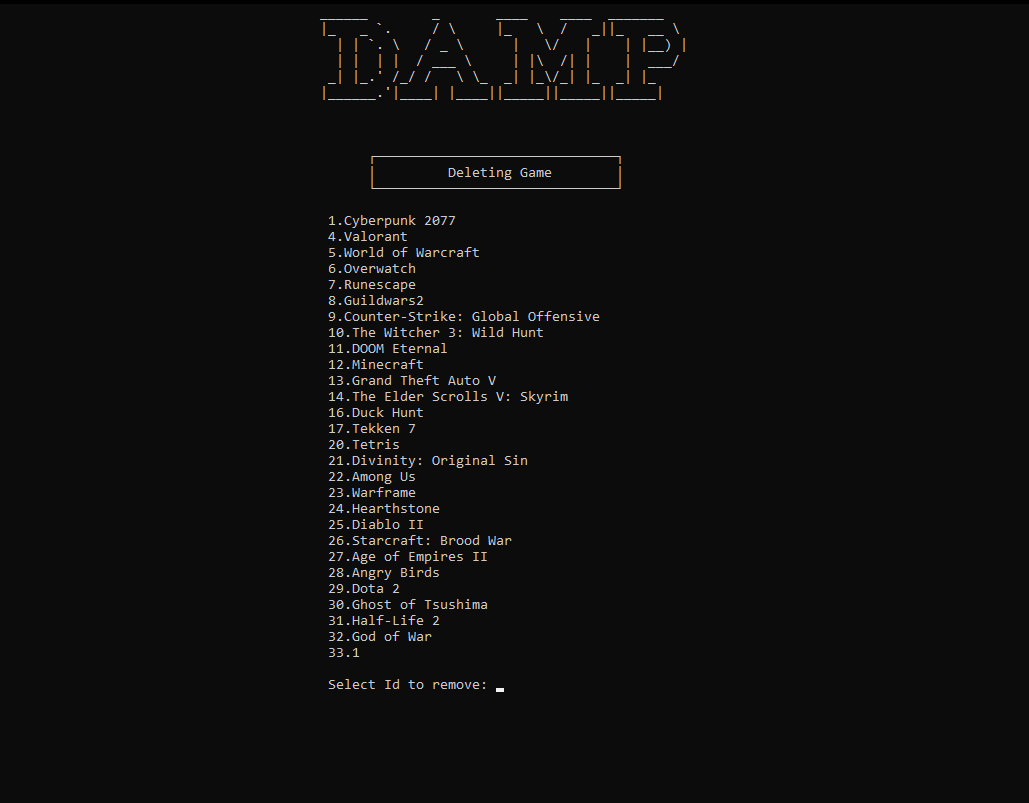 DAMP
Deleting Game
1.Cyberpunk 2077
4.Valorant
5.World of Warcraft
6.Overwatch
7.Runescape
8.Guildwars2
9.Counter-Strike: Global Offensive
10.The Witcher 3: Wild Hunt
11.DOOM Eternal
12.Minecraft
13.Grand Theft Auto V
14.The Elder Scrolls V: Skyrim
16.Duck Hunt
17.Tekken 7
20.Tetris
21.Divinity: Original Sin
22.Among Us
23.Warframe
24.Hearthstone
25.Diablo II
26.Starcraft: Brood War
27.Age of Empires II
28.Angry Birds
29.Dota 2
30.Ghost of Tsushima
31.Half-Life 2
32.God of War
33.1
Select Id to remove: